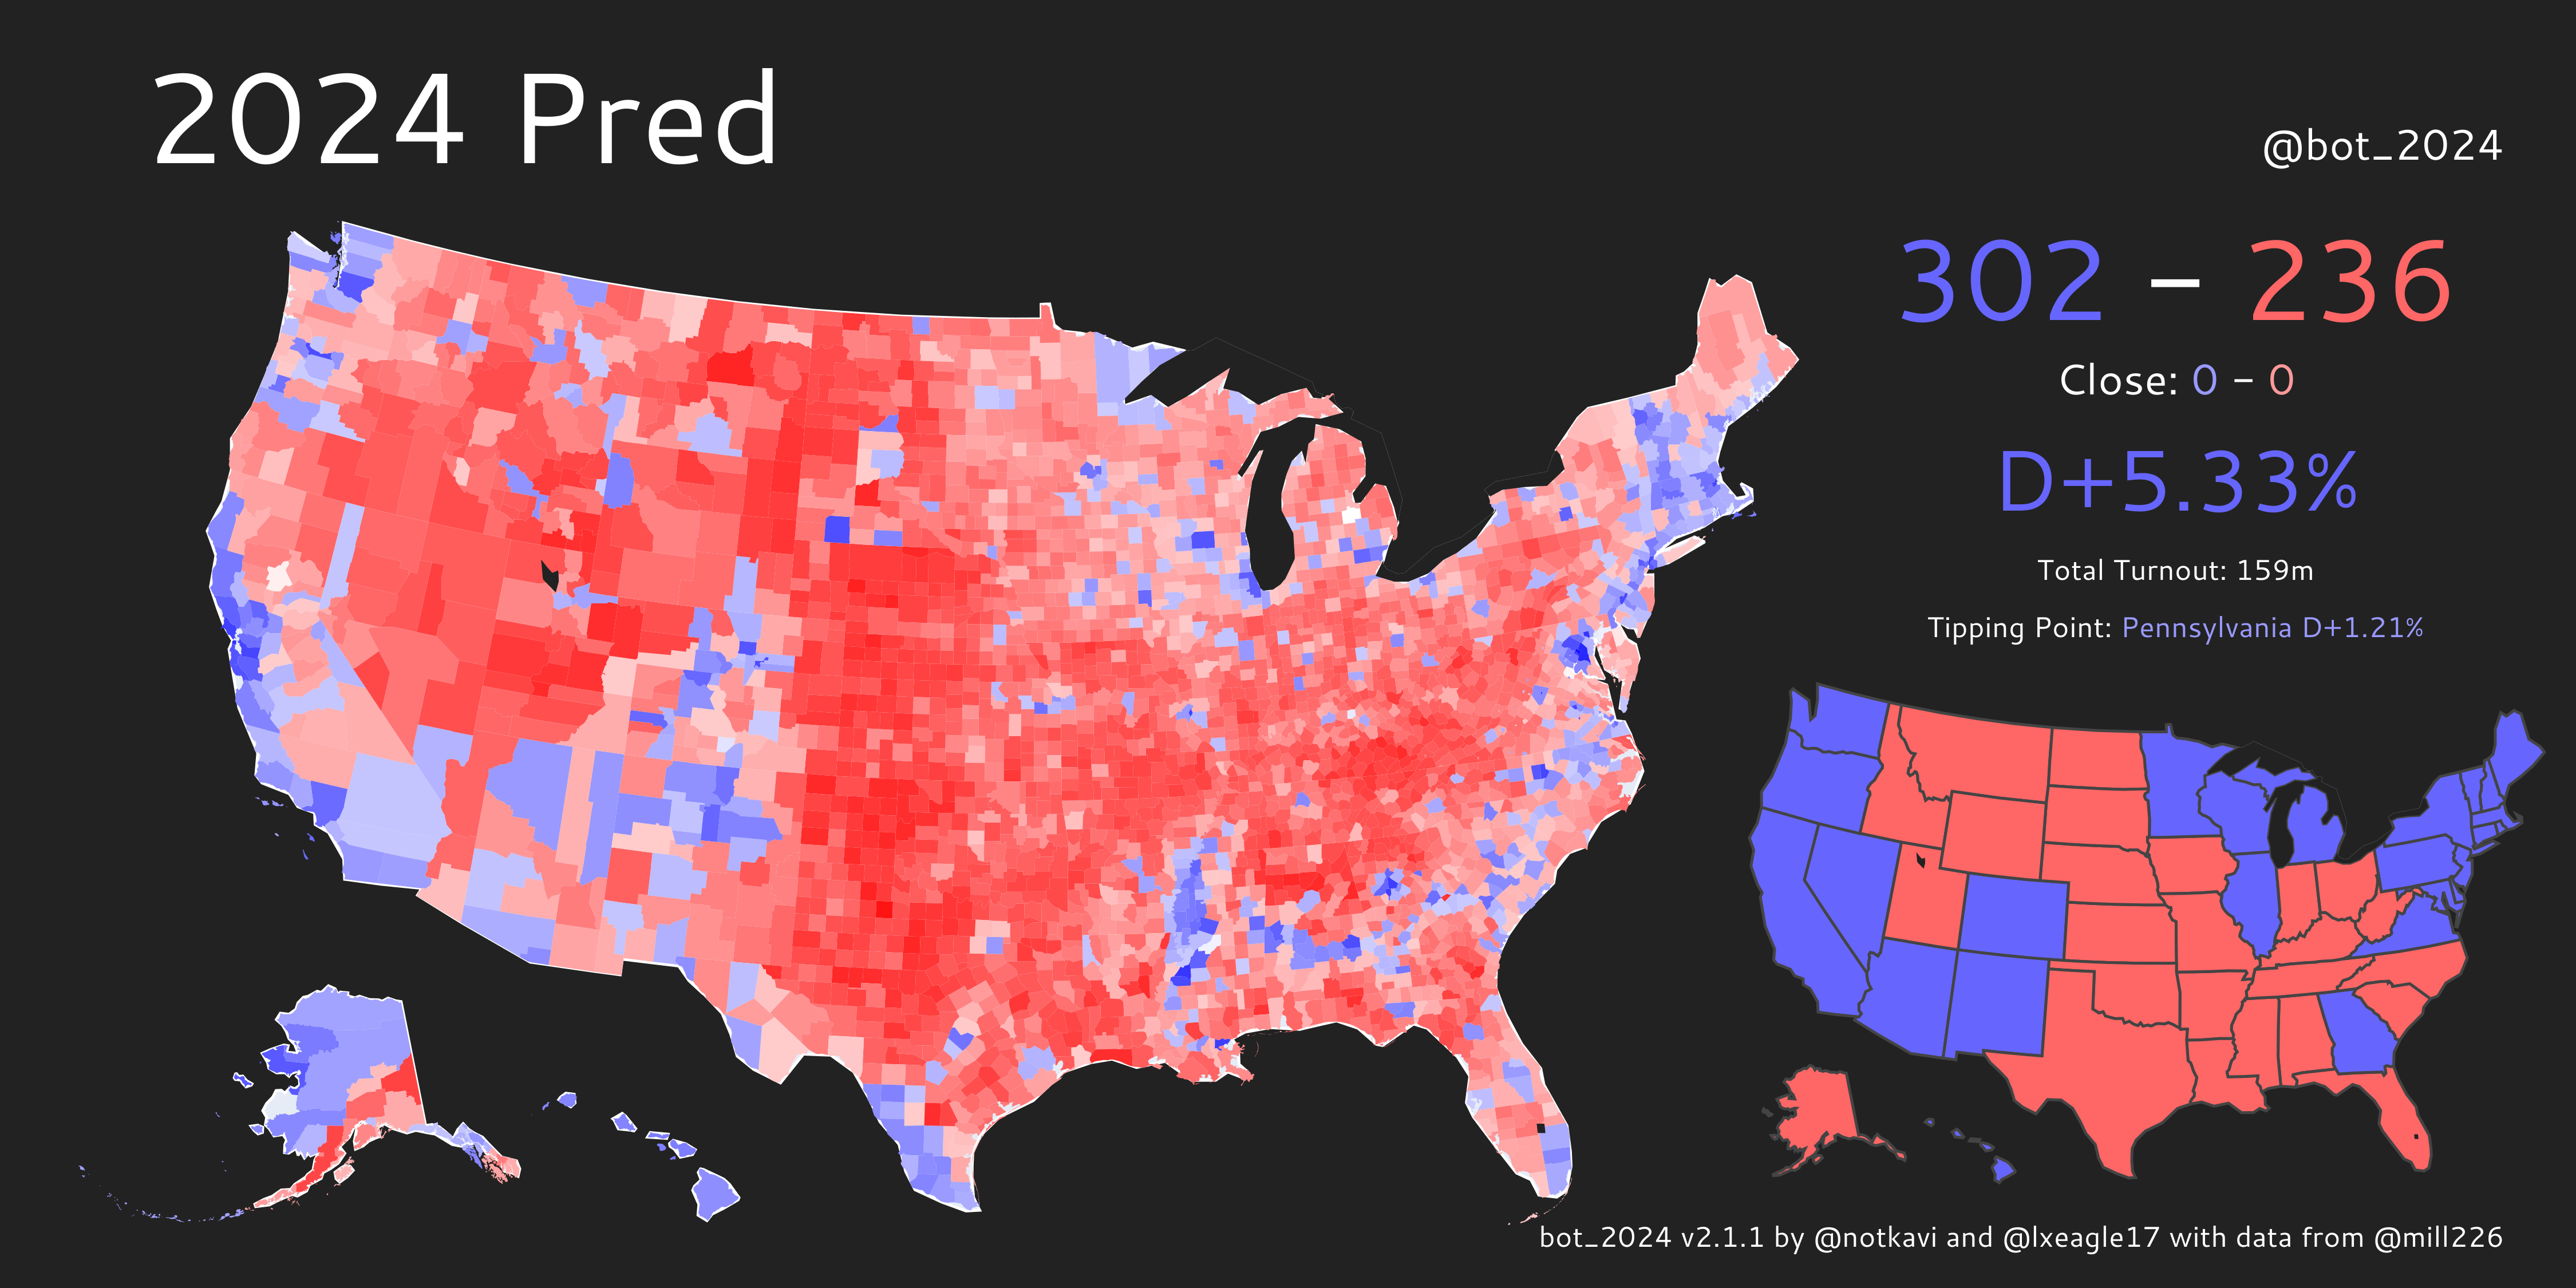 2024 Pred
@bot_2024
302 – 236
Close: 0 - 0
D+5.33%
Total Turnout: 159m
Tipping Point: Pennsylvania D+1.21%
bot_2024 v2.1.1 by @notkavi and @lxeagle17 with data from @mill226